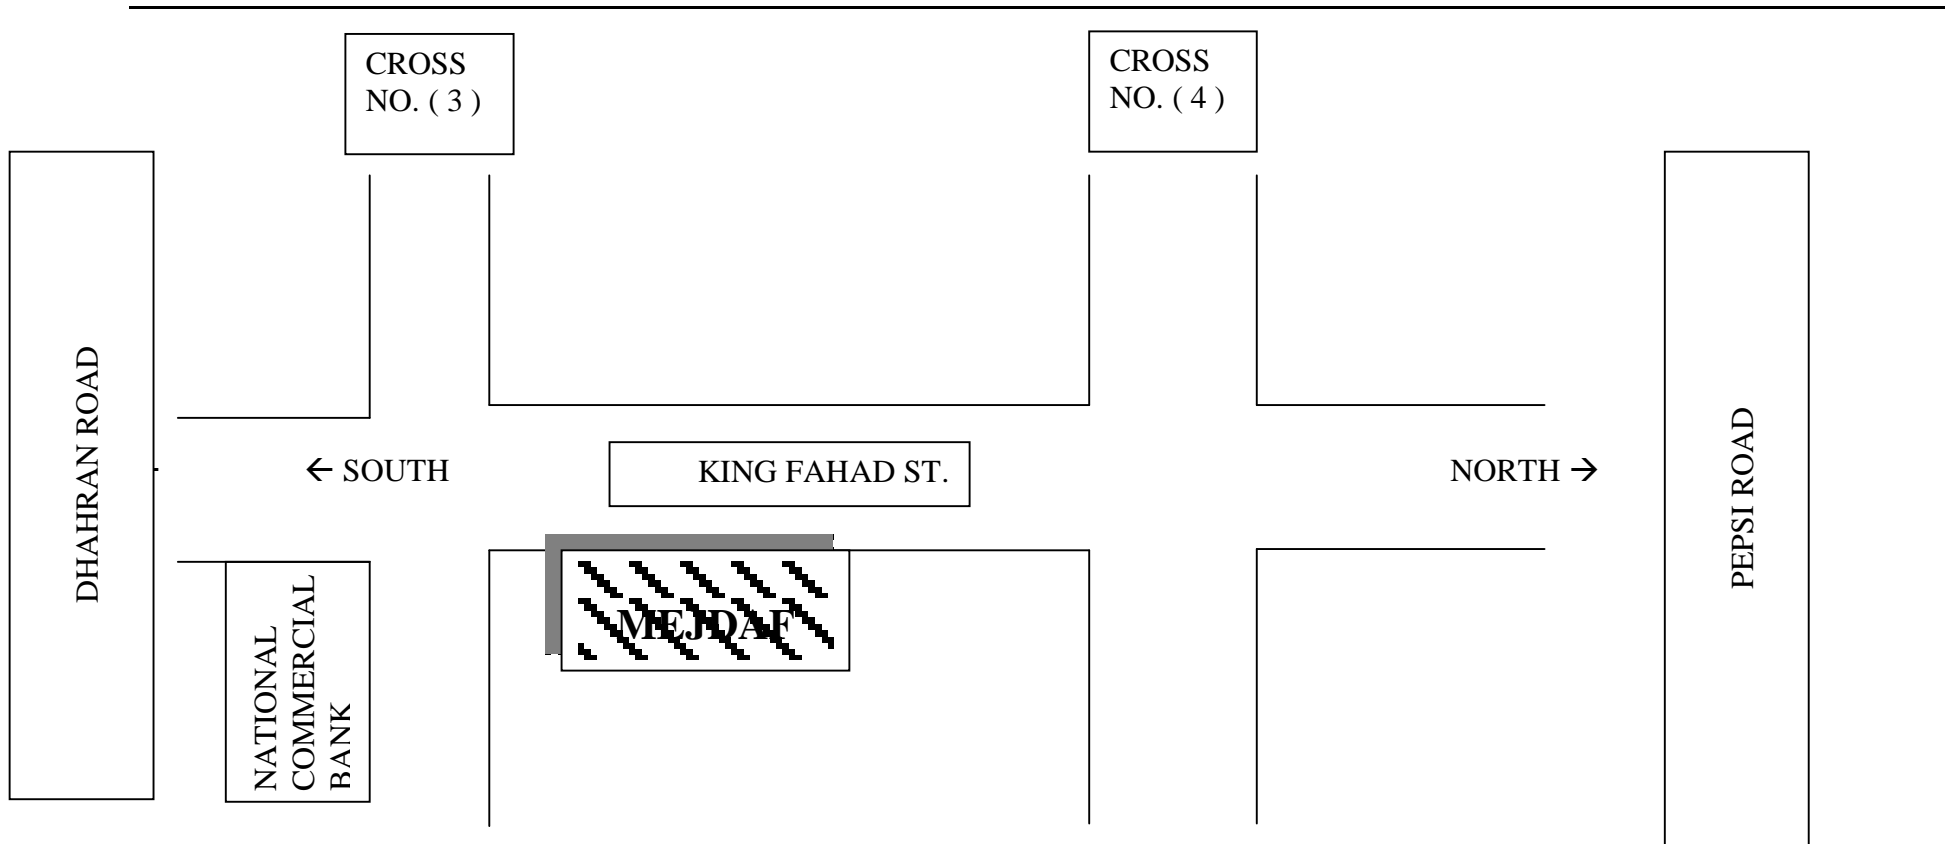 CROSS
NO. ( 3 )
CROSS
NO. ( 4 )
DHAHRAN ROAD
← SOUTH
KING FAHAD ST.
NORTH →
PEPSI ROAD
MEJDAF
NATIONAL
COMMERCIAL
BANK